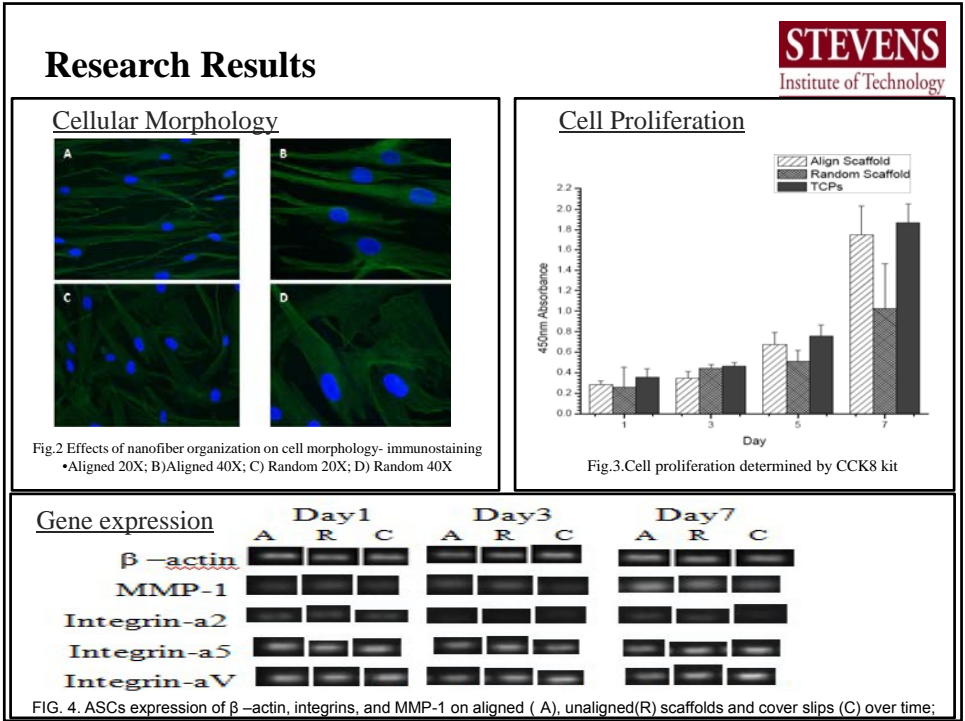 Research Results
STEVENS
Institute of Technology
Cellular Morphology
A
B
C
D
Fig.2 Effects of nanofiber organization on cell morphology- immunostaining
•Aligned 20X; B)Aligned 40X; C) Random 20X; D) Random 40X
Cell Proliferation
Align Scaffold
Random Scaffold
TCPs
2.2
2.0
1.8
1.6
1.4
1.2
1.0
0.8
0.6
0.4
0.2
0.0
450nm Absorbance
1 3 5 7
Day
Fig.3.Cell proliferation determined by CCK8 kit
Gene expression
Day1 Day3 Day7
A R C A R C A R C
β –actin
MMP-1
Integrin-a2
Integrin-a5
Integrin-aV
FIG. 4. ASCs expression of β –actin, integrins, and MMP-1 on aligned ( A), unaligned(R) scaffolds and cover slips (C) over time;